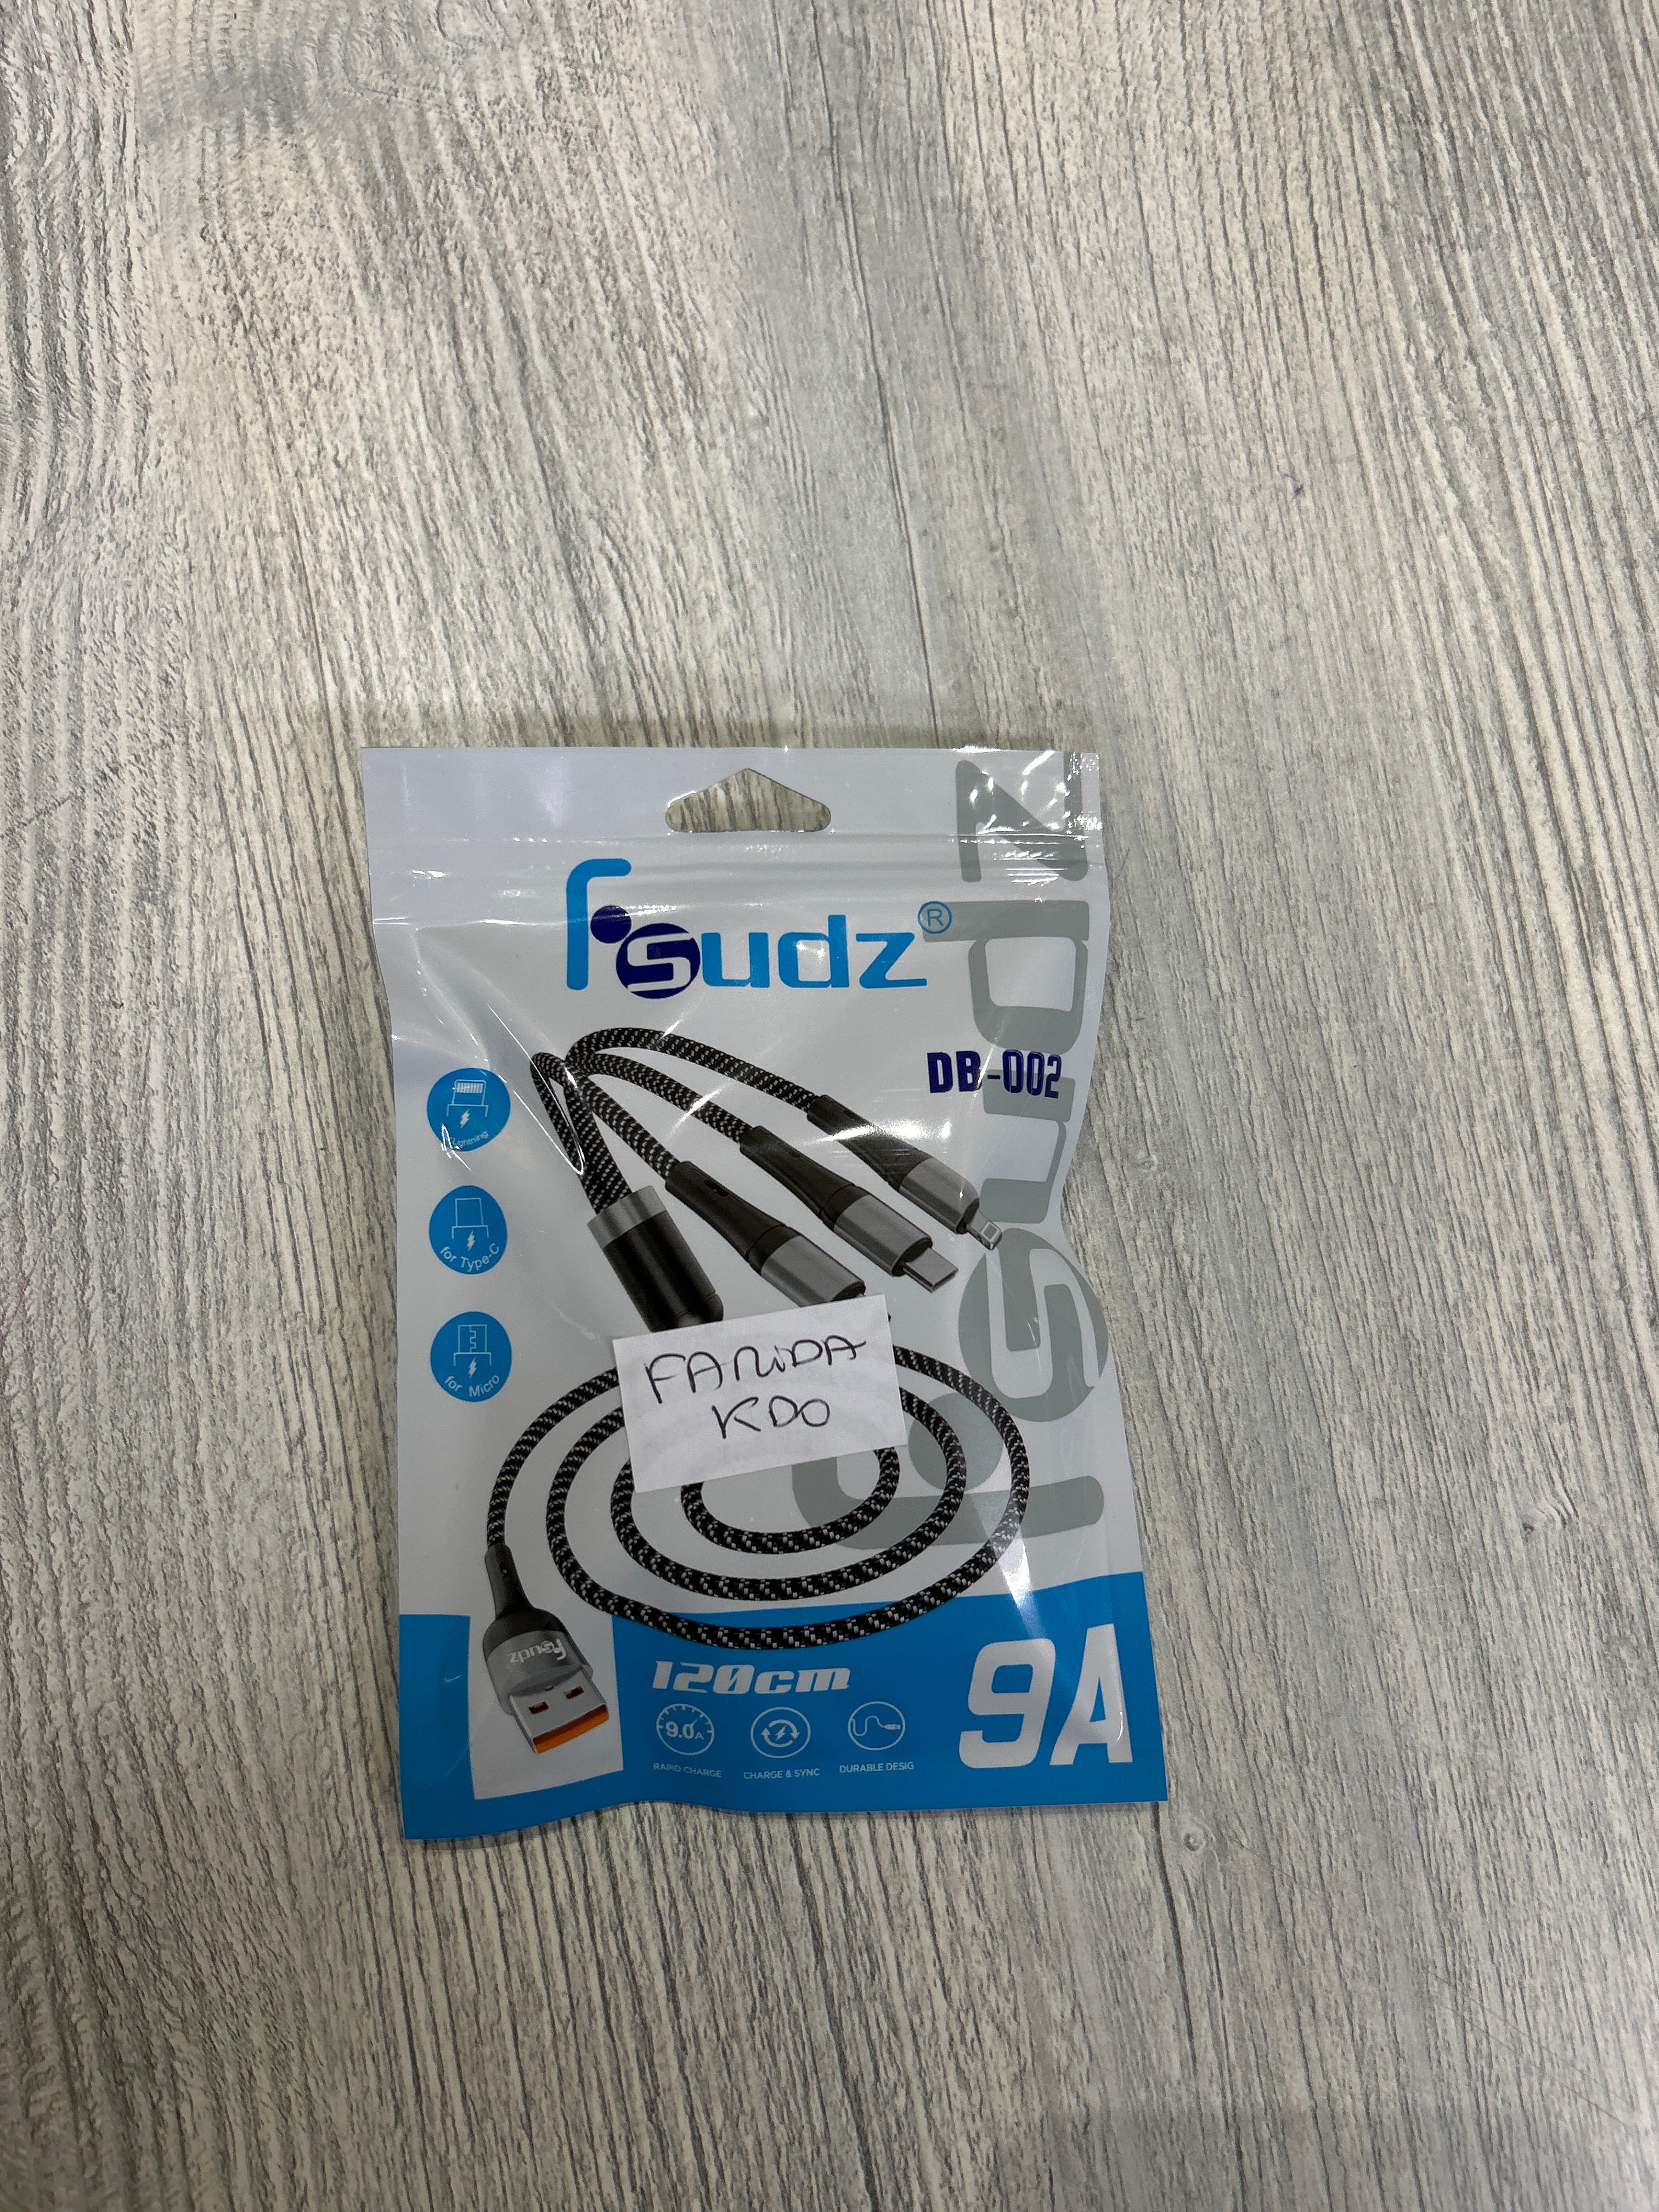 fsudz®
fsudz
DB-002
Lightning
for Type-C
for Micro
FARIDA
KDO
fsudz
120cm
9A
9.0A
RAPID CHARGE
CHARGE & SYNC
DURABLE DESIG